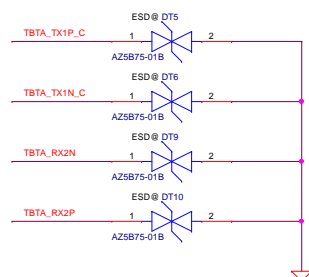 ESD@ DT5
TBTA_TX1P_C 1 2
AZ5B75-01B
ESD@ DT6
TBTA_TX1N_C 1 2
AZ5B75-01B
ESD@ DT9
TBTA_RX2N 1 2
AZ5B75-01B
ESD@ DT10
TBTA_RX2P 1 2
AZ5B75-01B